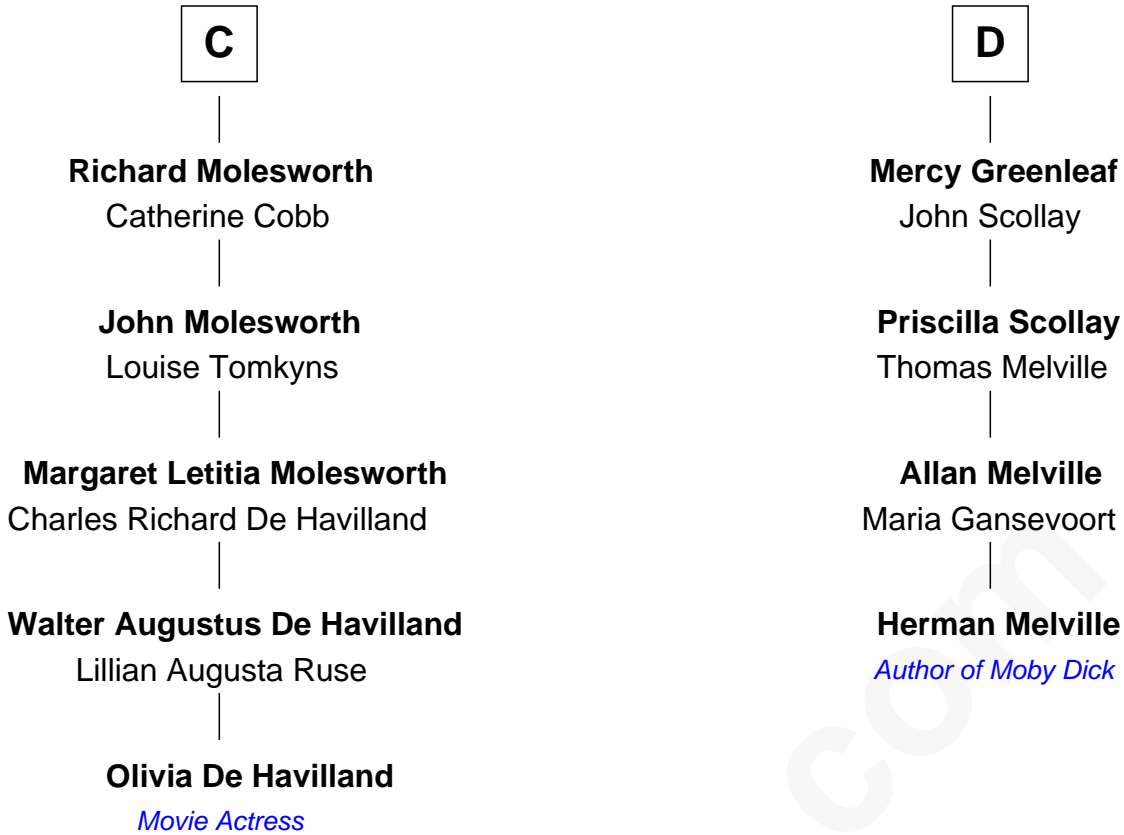 C
Richard Molesworth
Catherine Cobb
John Molesworth
Louise Tomkyns
Margaret Letitia Molesworth
Charles Richard De Havilland
Walter Augustus De Havilland
Lillian Augusta Ruse
Olivia De Havilland
Movie Actress
D
Mercy Greenleaf
John Scollay
Priscilla Scollay
Thomas Melville
Allan Melville
Maria Gansevoort
Herman Melville
Author of Moby Dick
com